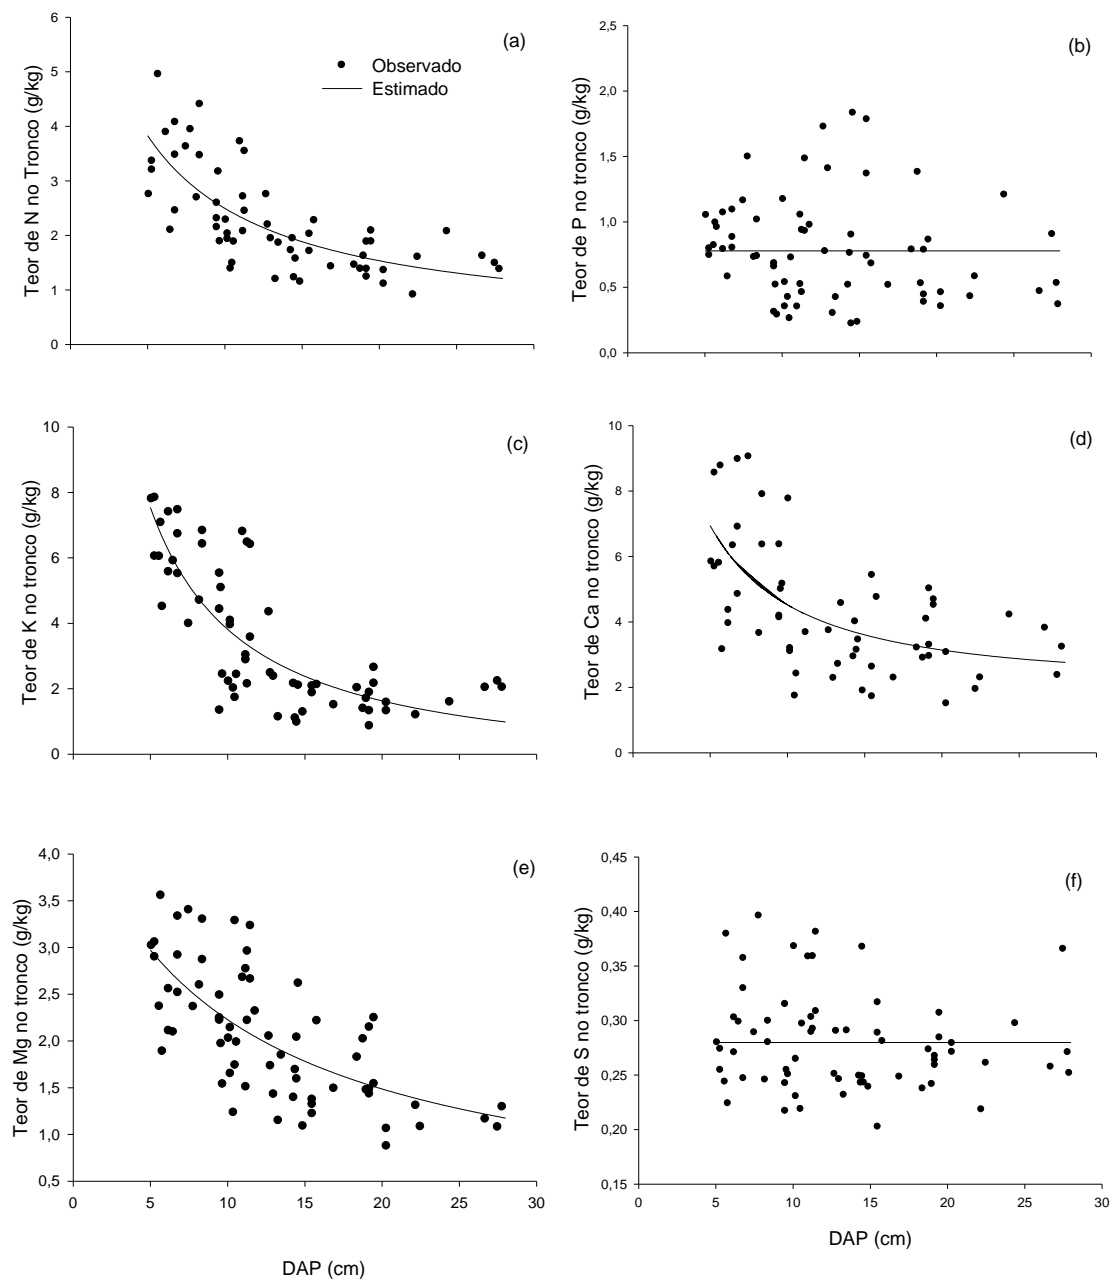 (a)
Observado
Estimado
Teor de N no Tronco (g/kg)
6
5
4
3
2
1
0
(b)
Teor de P no tronco (g/kg)
2,5
2,0
1,5
1,0
0,5
0,0
(c)
Teor de K no tronco (g/kg)
10
8
6
4
2
0
(d)
Teor de Ca no tronco (g/kg)
10
8
6
4
2
0
(e)
Teor de Mg no tronco (g/kg)
4,0
3,5
3,0
2,5
2,0
1,5
1,0
0,5
0 5 10 15 20 25 30
DAP (cm)
(f)
Teor de S no tronco (g/kg)
0,45
0,40
0,35
0,30
0,25
0,20
0,15
0 5 10 15 20 25 30
DAP (cm)